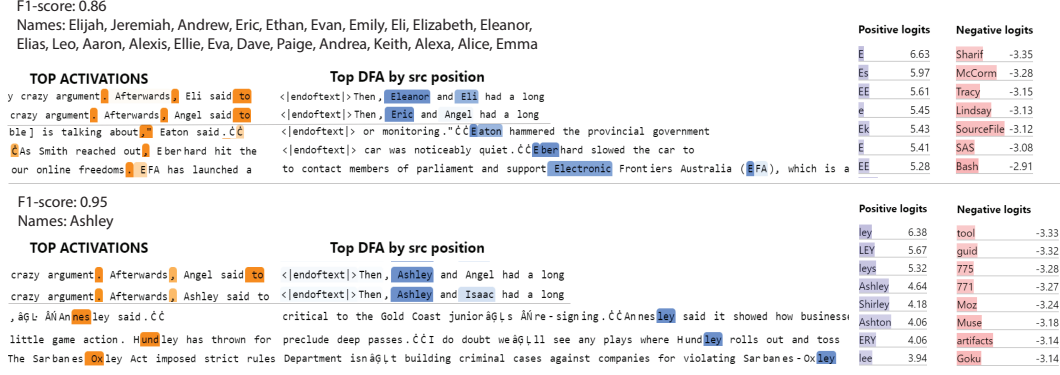 F1-score: 0.86
Names: Elijah, Jeremiah, Andrew, Eric, Ethan, Evan, Emily, Eli, Elizabeth, Eleanor,
Elias, Leo, Aaron, Alexis, Ellie, Eva, Dave, Paige, Andrea, Keith, Alexa, Alice, Emma
TOP ACTIVATIONS
y crazy argument. Afterwards, Eli said to
crazy argument. Afterwards, Angel said to
ble] is talking about," Eaton said.ĊĊ
ĊAs Smith reached out, Eberhard hit the
our online freedoms. EFA has launched a
Top DFA by src position
<|endoftext|>Then, Eleanor and Eli had a long
<|endoftext|>Then, Eric and Angel had a long
<|endoftext|> or monitoring."ĊĊEaton hammered the provincial government
<|endoftext|> car was noticeably quiet.ĊĊEberhard slowed the car to
to contact members of parliament and support Electronic Frontiers Australia (EFA), which is a
Positive logits
E 6.63
Es 5.97
EE 5.61
e 5.45
Ek 5.43
E 5.41
EE 5.28
Negative logits
Sharif -3.35
McCorm -3.28
Tracy -3.15
Lindsay -3.13
SourceFile -3.12
SAS -3.08
Bash -2.91
F1-score: 0.95
Names: Ashley
TOP ACTIVATIONS
crazy argument. Afterwards, Angel said to
crazy argument. Afterwards, Ashley said to
, âĢĿ ÂŃAnnesley said.ĊĊ
little game action. Hundley has thrown for
The Sarbanes Oxley Act imposed strict rules
Top DFA by src position
<|endoftext|>Then, Ashley and Angel had a long
<|endoftext|>Then, Ashley and Isaac had a long
critical to the Gold Coast juniorâĢĻs ÂŃre-signing.ĊĊAnnesley said it showed how businesse
preclude deep passes.ĊĊI do doubt weâĢĻll see any plays where Hundley rolls out and toss
Department isnâĢĻt building criminal cases against companies for violating Sarbanes-Oxley
Positive logits
ley 6.38
LEY 5.67
leys 5.32
Ashley 4.64
Shirley 4.18
Ashton 4.06
ERY 4.06
lee 3.94
Negative logits
tool -3.33
guid -3.32
775 -3.28
771 -3.27
Moz -3.24
Muse -3.18
artifacts -3.14
Goku -3.14